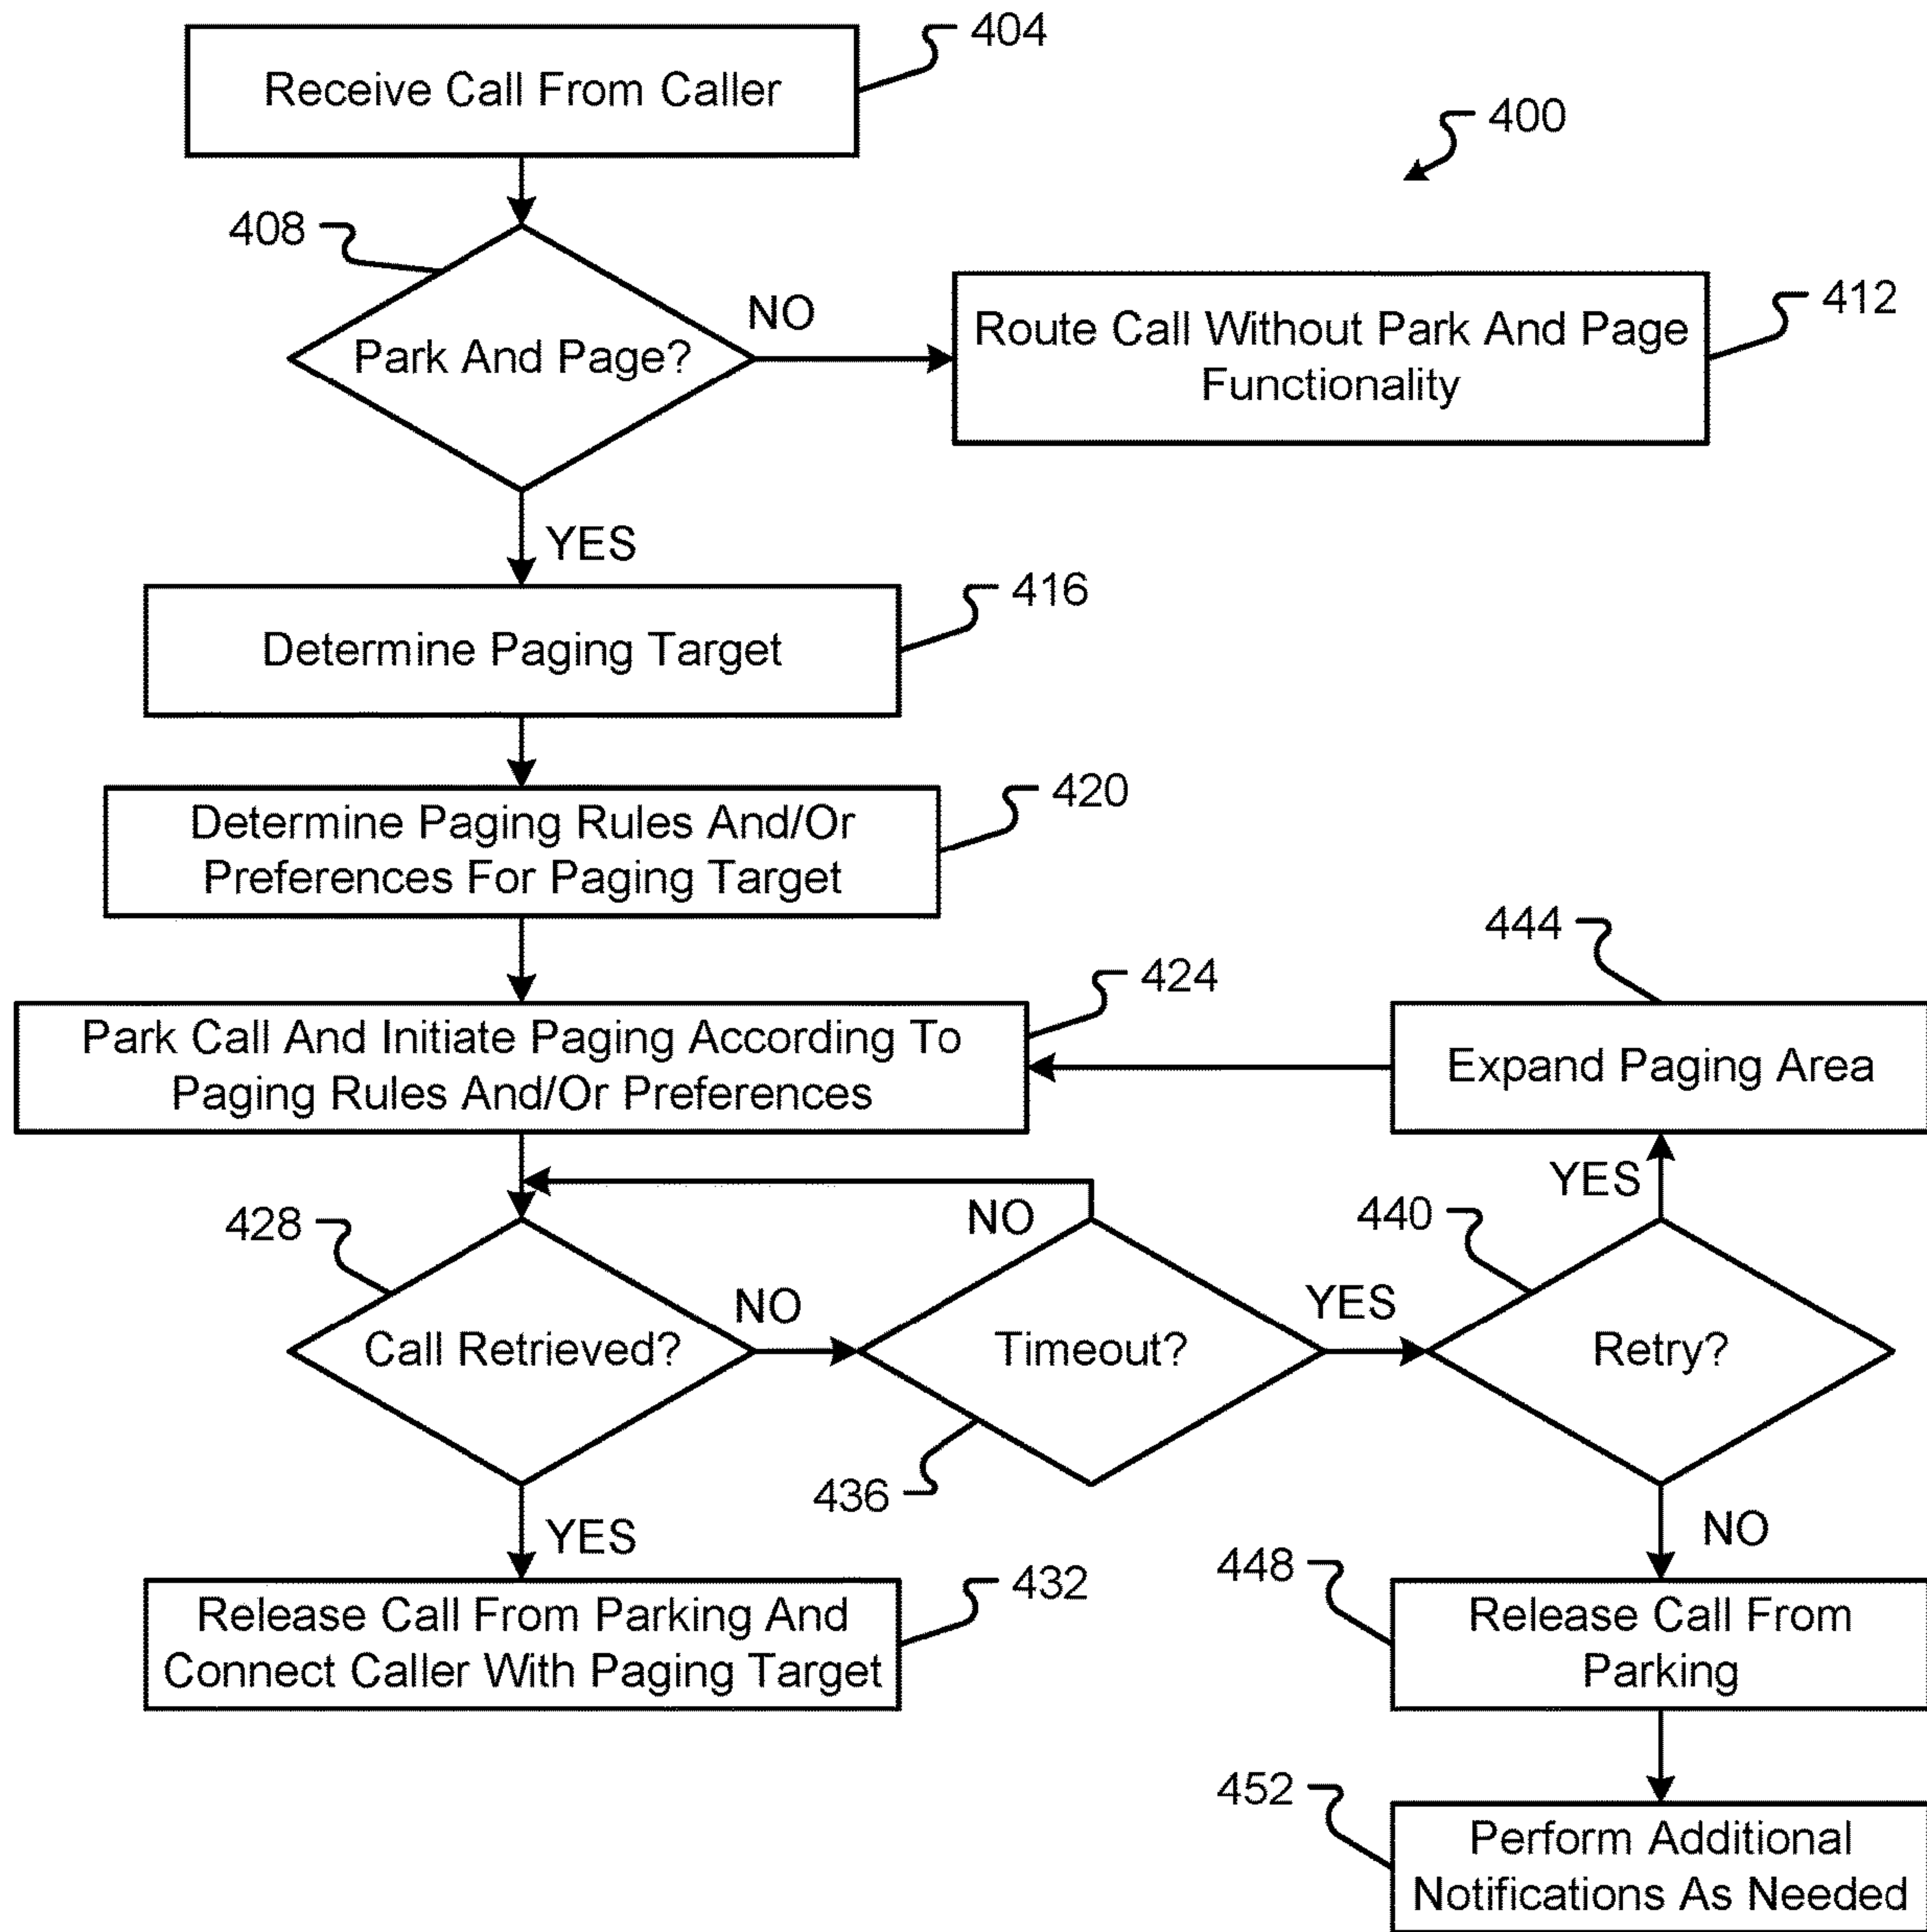 404
Receive Call From Caller
400
408
NO
412
Park And Page?
Route Call Without Park And Page
Functionality
YES
416
Determine Paging Target
420
Determine Paging Rules And/Or
Preferences For Paging Target
444
424
Park Call And Initiate Paging According To
Paging Rules And/Or Preferences
Expand Paging Area
YES
428
NO
440
NO
YES
Call Retrieved?
Timeout?
Retry?
436
YES
NO
432
448
Release Call From Parking And
Connect Caller With Paging Target
Release Call From
Parking
452
Perform Additional
Notifications As Needed